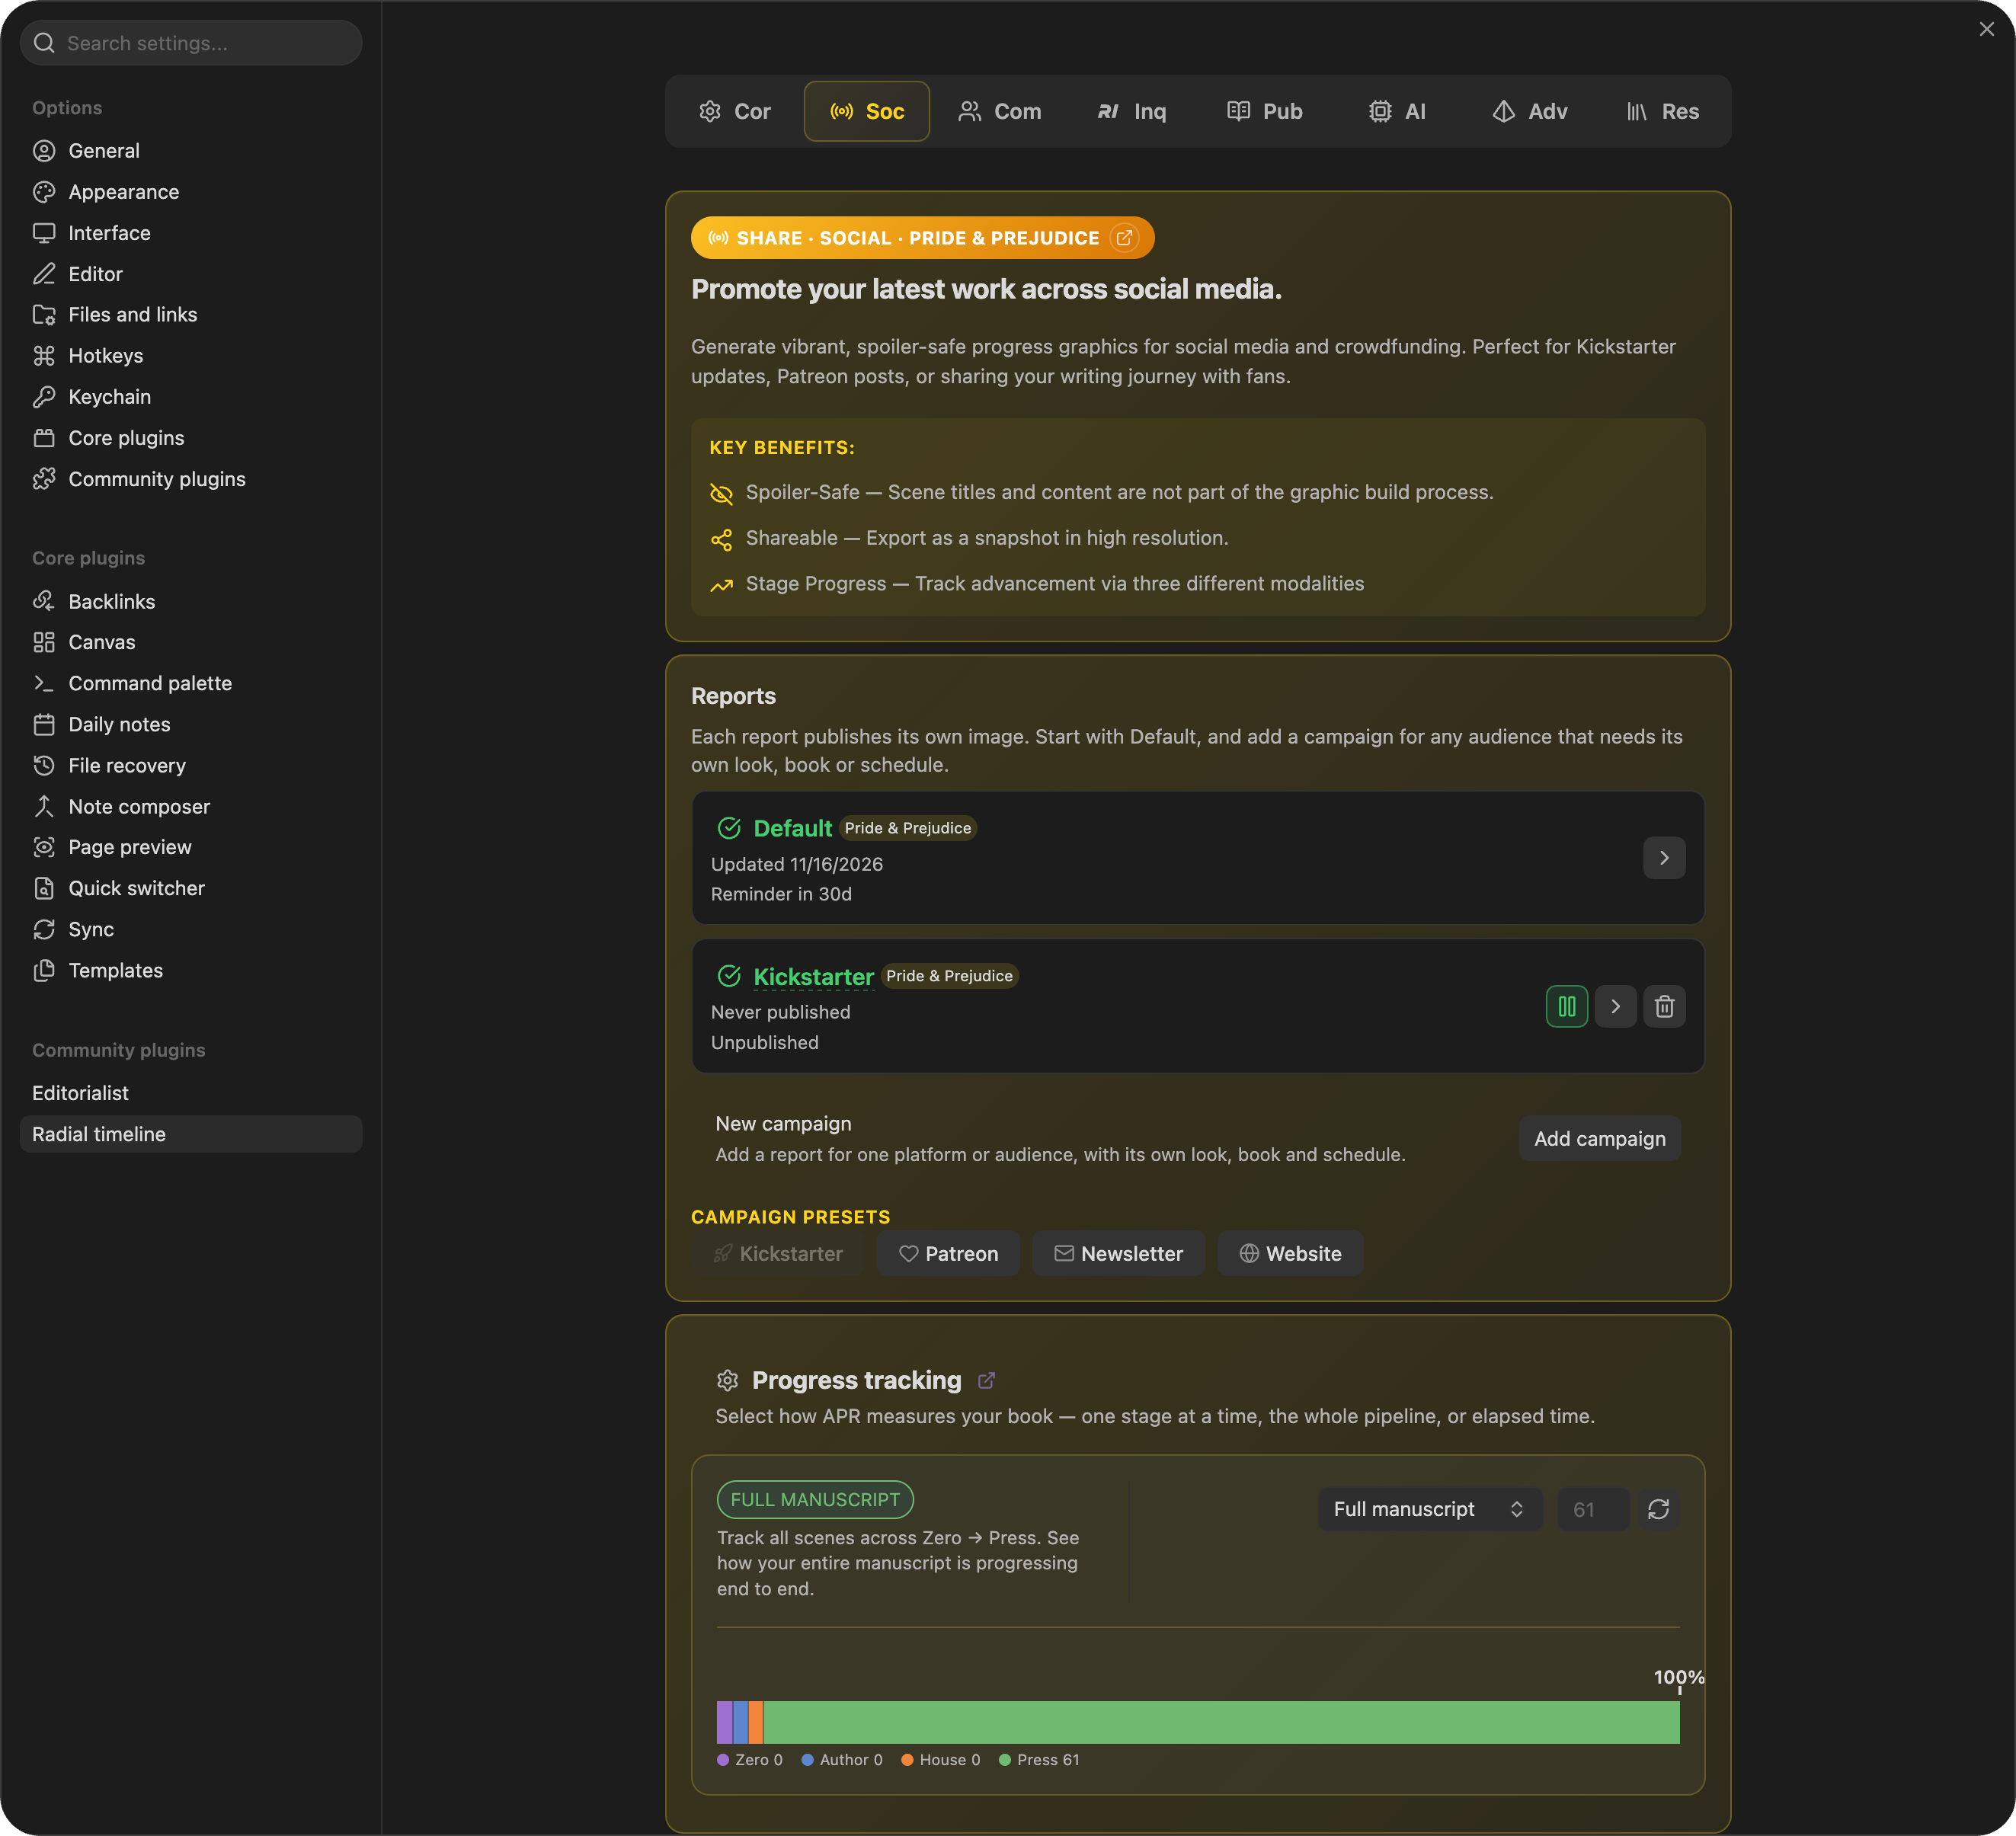 Search settings...
Options
General
Appearance
Interface
Editor
Files and links
Hotkeys
Keychain
Core plugins
Community plugins
Core plugins
Backlinks
Canvas
Command palette
Daily notes
File recovery
Note composer
Page preview
Quick switcher
Sync
Templates
Community plugins
Editorialist
Radial timeline
Cor
Soc
Com
RI Inq
Pub
AI
Adv
Res
SHARE · SOCIAL · PRIDE & PREJUDICE
Promote your latest work across social media.
Generate vibrant, spoiler-safe progress graphics for social media and crowdfunding. Perfect for Kickstarter
updates, Patreon posts, or sharing your writing journey with fans.
KEY BENEFITS:
Spoiler-Safe — Scene titles and content are not part of the graphic build process.
Shareable — Export as a snapshot in high resolution.
Stage Progress — Track advancement via three different modalities
Reports
Each report publishes its own image. Start with Default, and add a campaign for any audience that needs its
own look, book or schedule.
Default Pride & Prejudice
Updated 11/16/2026
Reminder in 30d
Kickstarter Pride & Prejudice
Never published
Unpublished
New campaign
Add a report for one platform or audience, with its own look, book and schedule.
Add campaign
CAMPAIGN PRESETS
Kickstarter
Patreon
Newsletter
Website
Progress tracking
Select how APR measures your book — one stage at a time, the whole pipeline, or elapsed time.
FULL MANUSCRIPT
Track all scenes across Zero → Press. See
how your entire manuscript is progressing
end to end.
Full manuscript
61
100%
Zero 0
Author 0
House 0
Press 61